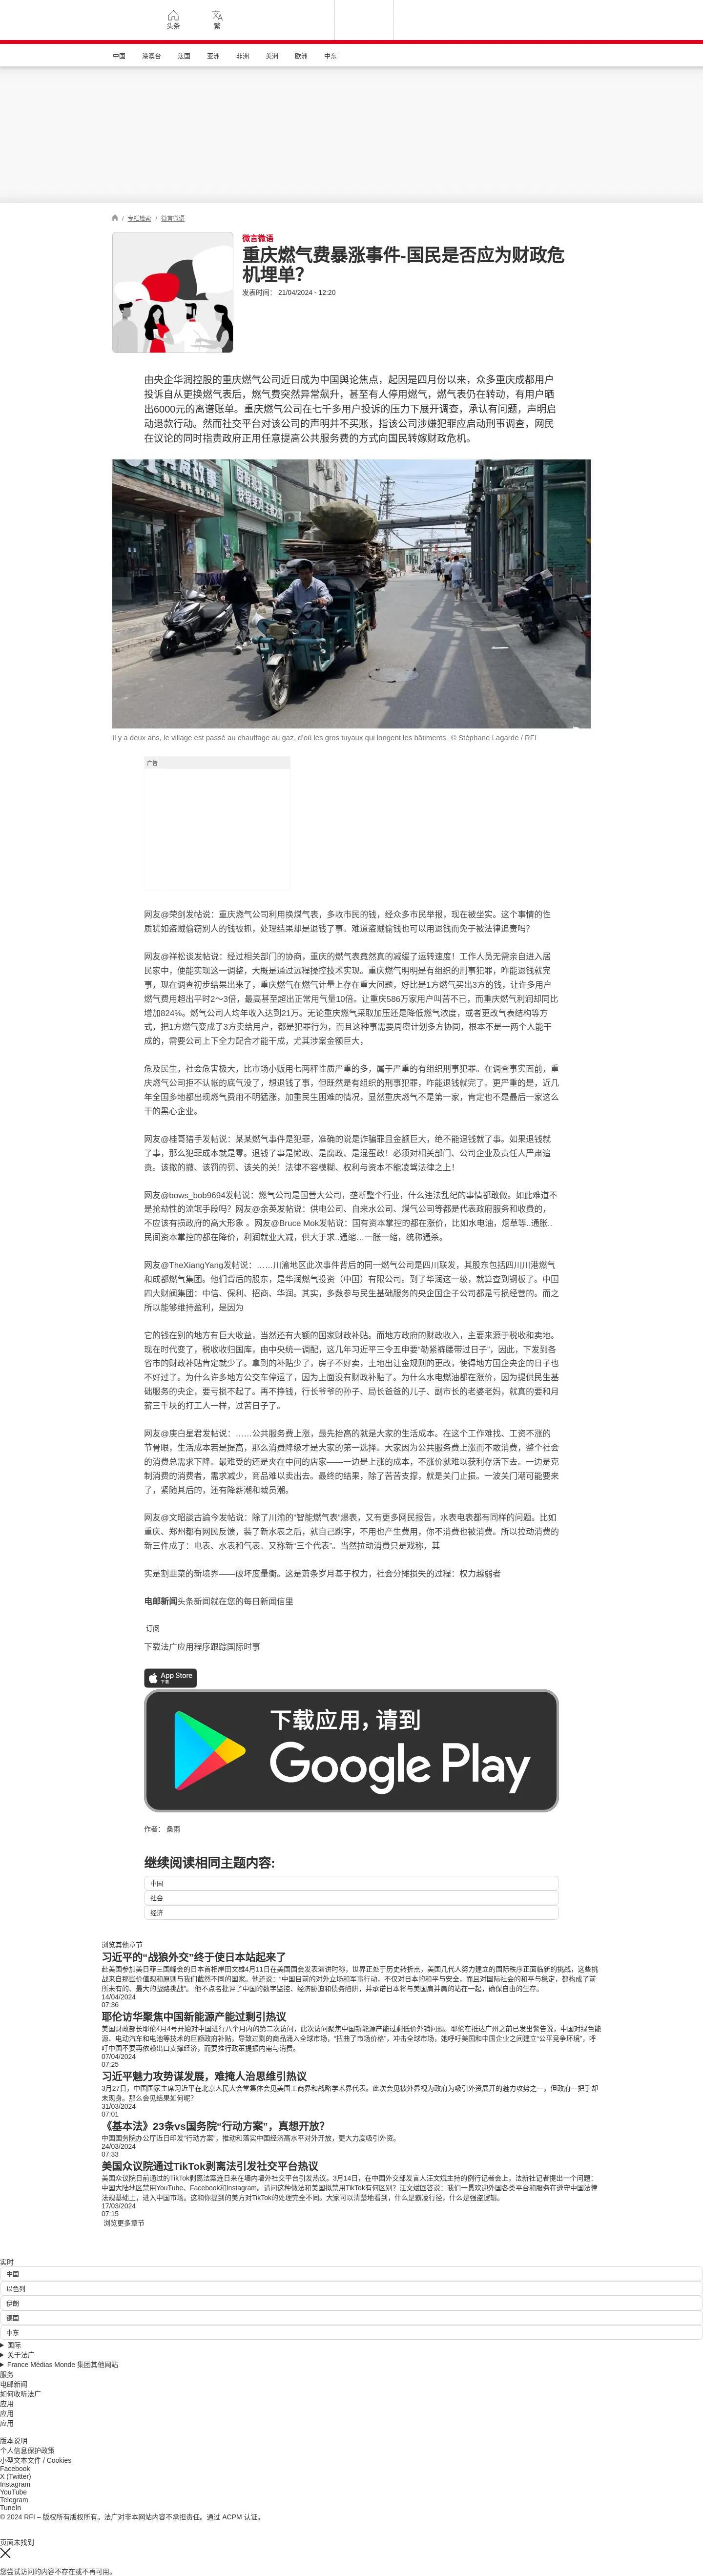 头条
繁
中国 港澳台 法国 亚洲 非洲 美洲 欧洲 中东
/ 专栏检索 / 微言微语
微言微语
重庆燃气费暴涨事件-国民是否应为财政危
机埋单？
发表时间： 21/04/2024 - 12:20
由央企华润控股的重庆燃气公司近日成为中国舆论焦点，起因是四月份以来，众多重庆成都用户
投诉自从更换燃气表后，燃气费突然异常飙升，甚至有人停用燃气，燃气表仍在转动，有用户晒
出6000元的离谱账单。重庆燃气公司在七千多用户投诉的压力下展开调查，承认有问题，声明启
动退款行动。然而社交平台对该公司的声明并不买账，指该公司涉嫌犯罪应启动刑事调查，网民
在议论的同时指责政府正用任意提高公共服务费的方式向国民转嫁财政危机。
Il y a deux ans, le village est passé au chauffage au gaz, d'où les gros tuyaux qui longent les bâtiments. © Stéphane Lagarde / RFI
广告
网友@荣剑发帖说：重庆燃气公司利用换煤气表，多收市民的钱，经众多市民举报，现在被坐实。这个事情的性
质犹如盗贼偷窃别人的钱被抓，处理结果却是退钱了事。难道盗贼偷钱也可以用退钱而免于被法律追责吗？
网友@祥松谈发帖说：经过相关部门的协商，重庆的燃气表竟然真的减缓了运转速度！工作人员无需亲自进入居
民家中，便能实现这一调整，大概是通过远程操控技术实现。重庆燃气明明是有组织的刑事犯罪，咋能退钱就完
事，现在调查初步结果出来了，重庆燃气在燃气计量上存在重大问题，好比是1方燃气买出3方的钱，让许多用户
燃气费用超出平时2～3倍，最高甚至超出正常用气量10倍。让重庆586万家用户叫苦不已，而重庆燃气利润却同比
增加824%。燃气公司人均年收入达到21万。无论重庆燃气采取加压还是降低燃气浓度，或者更改气表结构等方
式，把1方燃气变成了3方卖给用户，都是犯罪行为，而且这种事需要周密计划多方协同，根本不是一两个人能干
成的，需要公司上下全力配合才能干成，尤其涉案金额巨大，
危及民生，社会危害极大，比市场小贩用七两秤性质严重的多，属于严重的有组织刑事犯罪。在调查事实面前，重
庆燃气公司拒不认帐的底气没了，想退钱了事，但既然是有组织的刑事犯罪，咋能退钱就完了。更严重的是，近几
年全国多地都出现燃气费用不明猛涨，加重民生困难的情况，显然重庆燃气不是第一家，肯定也不是最后一家这么
干的黑心企业。
网友@桂哥猎手发帖说：某某燃气事件是犯罪，准确的说是诈骗罪且金额巨大，绝不能退钱就了事。如果退钱就
了事，那么犯罪成本就是零。退钱了事是懒政、是腐政、是混蛋政！必须对相关部门、公司企业及责任人严肃追
责。该撤的撤、该罚的罚、该关的关！法律不容模糊、权利与资本不能凌驾法律之上！
网友@bows_bob9694发帖说：燃气公司是国营大公司，垄断整个行业，什么违法乱纪的事情都敢做。如此难道不
是抢劫性的流氓手段吗？网友@余英发帖说：供电公司、自来水公司、煤气公司等都是代表政府服务和收费的，
不应该有损政府的高大形象 。网友@Bruce Mok发帖说：国有资本掌控的都在涨价，比如水电油，烟草等..通胀..
民间资本掌控的都在降价，利润就业大减，供大于求..通缩…一胀一缩，统称通杀。
网友@TheXiangYang发帖说：……川渝地区此次事件背后的同一燃气公司是四川联发，其股东包括四川川港燃气
和成都燃气集团。他们背后的股东，是华润燃气投资（中国）有限公司。到了华润这一级，就算查到钢板了。中国
四大财阀集团：中信、保利、招商、华润。其实，多数参与民生基础服务的央企国企子公司都是亏损经营的。而之
所以能够维持盈利，是因为
它的钱在别的地方有巨大收益，当然还有大额的国家财政补贴。而地方政府的财政收入，主要来源于税收和卖地。
现在时代变了，税收收归国库，由中央统一调配，这几年习近平三令五申要“勒紧裤腰带过日子”，因此，下发到各
省市的财政补贴肯定就少了。拿到的补贴少了，房子不好卖，土地出让金规则的更改，使得地方国企央企的日子也
不好过了。为什么许多地方公交车停运了，因为上面没有财政补贴了。为什么水电燃油都在涨价，因为提供民生基
础服务的央企，要亏损不起了。再不挣钱，行长爷爷的孙子、局长爸爸的儿子、副市长的老婆老妈，就真的要和月
薪三千块的打工人一样，过苦日子了。
网友@庚白星君发帖说：……公共服务费上涨，最先抬高的就是大家的生活成本。在这个工作难找、工资不涨的
节骨眼，生活成本若是提高，那么消费降级才是大家的第一选择。大家因为公共服务费上涨而不敢消费，整个社会
的消费总需求下降。最难受的还是夹在中间的店家——一边是上涨的成本，不涨价就难以获利存活下去。一边是克
制消费的消费者，需求减少，商品难以卖出去。最终的结果，除了苦苦支撑，就是关门止损。一波关门潮可能要来
了，紧随其后的，还有降薪潮和裁员潮。
网友@文昭談古論今发帖说：除了川渝的“智能燃气表”爆表，又有更多网民报告，水表电表都有同样的问题。比如
重庆、郑州都有网民反馈，装了新水表之后，就自己跳字，不用也产生费用，你不消费也被消费。所以拉动消费的
新三件成了：电表、水表和气表。又称新“三个代表”。当然拉动消费只是戏称，其
实是割韭菜的新境界——破坏度量衡。这是萧条岁月基于权力，社会分摊损失的过程：权力越弱者
电邮新闻头条新闻就在您的每日新闻信里
订阅
下载法广应用程序跟踪国际时事
App Store
下载
下载应用，请到
Google Play
作者： 桑雨
继续阅读相同主题内容:
中国
社会
经济
浏览其他章节
习近平的“战狼外交”终于使日本站起来了
赴美国参加美日菲三国峰会的日本首相岸田文雄4月11日在美国国会发表演讲时称，世界正处于历史转折点，美国几代人努力建立的国际秩序正面临新的挑战，这些挑
战来自那些价值观和原则与我们截然不同的国家。他还说：“中国目前的对外立场和军事行动，不仅对日本的和平与安全，而且对国际社会的和平与稳定，都构成了前
所未有的、最大的战略挑战”。 他不点名批评了中国的数字监控、经济胁迫和债务陷阱，并承诺日本将与美国肩并肩的站在一起，确保自由的生存。
14/04/2024
07:36
耶伦访华聚焦中国新能源产能过剩引热议
美国财政部长耶伦4月4号开始对中国进行八个月内的第二次访问，此次访问聚焦中国新能源产能过剩低价外销问题。耶伦在抵达广州之前已发出警告说，中国对绿色能
源、电动汽车和电池等技术的巨额政府补贴，导致过剩的商品涌入全球市场，“扭曲了市场价格”，冲击全球市场，她呼吁美国和中国企业之间建立“公平竞争环境”，呼
吁中国不要再依赖出口支撑经济，而要推行政策提振内需与消费。
07/04/2024
07:25
习近平魅力攻势谋发展，难掩人治思维引热议
3月27日，中国国家主席习近平在北京人民大会堂集体会见美国工商界和战略学术界代表。此次会见被外界视为政府为吸引外资展开的魅力攻势之一，但政府一把手却
未现身。那么会见结果如何呢？
31/03/2024
07:01
《基本法》23条vs国务院“行动方案”，真想开放？
中国国务院办公厅近日印发“行动方案”，推动和落实中国经济高水平对外开放，更大力度吸引外资。
24/03/2024
07:33
美国众议院通过TikTok剥离法引发社交平台热议
美国众议院日前通过的TikTok剥离法案连日来在墙内墙外社交平台引发热议。3月14日，在中国外交部发言人汪文斌主持的例行记者会上，法新社记者提出一个问题：
中国大陆地区禁用YouTube、Facebook和Instagram。请问这种做法和美国拟禁用TikTok有何区别？汪文斌回答说：我们一贯欢迎外国各类平台和服务在遵守中国法律
法规基础上，进入中国市场。这和你提到的美方对TikTok的处理完全不同。大家可以清楚地看到，什么是霸凌行径，什么是强盗逻辑。
17/03/2024
07:15
浏览更多章节
实时
中国
以色列
伊朗
德国
中东
国际
关于法广
France Médias Monde 集团其他网站
服务
电邮新闻
如何收听法广
应用
应用
应用
版本说明
个人信息保护政策
小型文本文件 / Cookies
Facebook
X (Twitter)
Instagram
YouTube
Telegram
TuneIn
© 2024 RFI – 版权所有版权所有。法广对非本网站内容不承担责任。通过 ACPM 认证。
页面未找到
您尝试访问的内容不存在或不再可用。